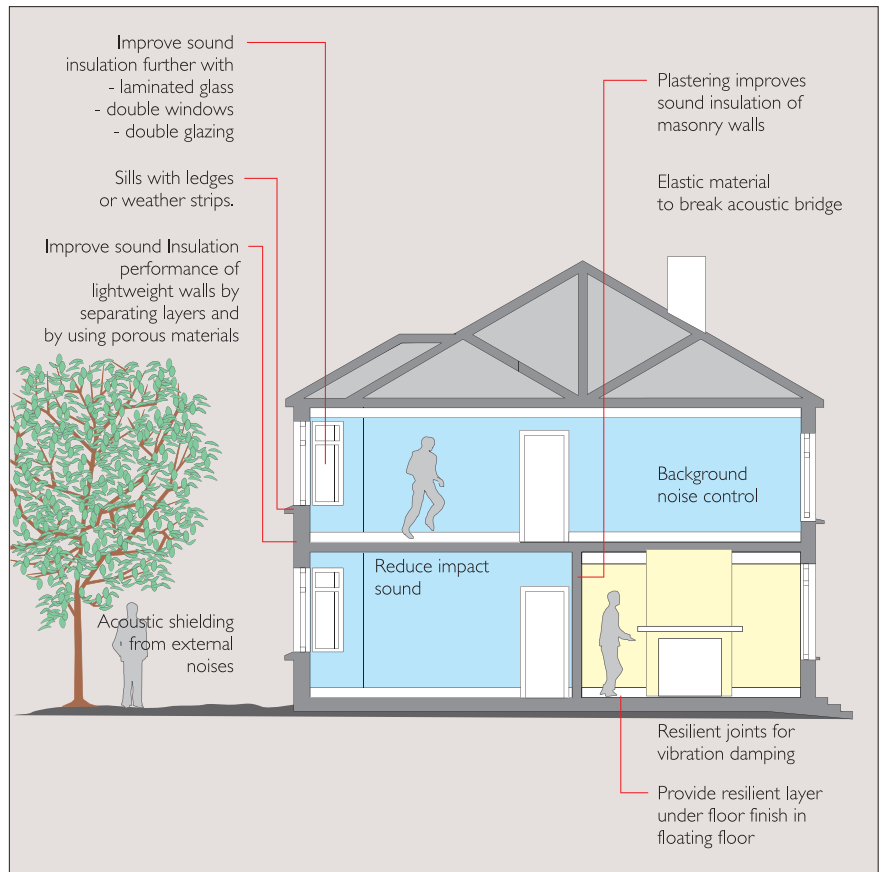 Improve sound
insulation further with
- laminated glass
- double windows
- double glazing
Sills with ledges
or weather strips.
Improve sound Insulation
performance of
lightweight walls by
separating layers and
by using porous materials
Plastering improves
sound insulation of
masonry walls
Elastic material
to break acoustic bridge
Background
noise control
Reduce impact
sound
Acoustic shielding
from external
noises
Resilient joints for
vibration damping
Provide resilient layer
under floor finish in
floating floor